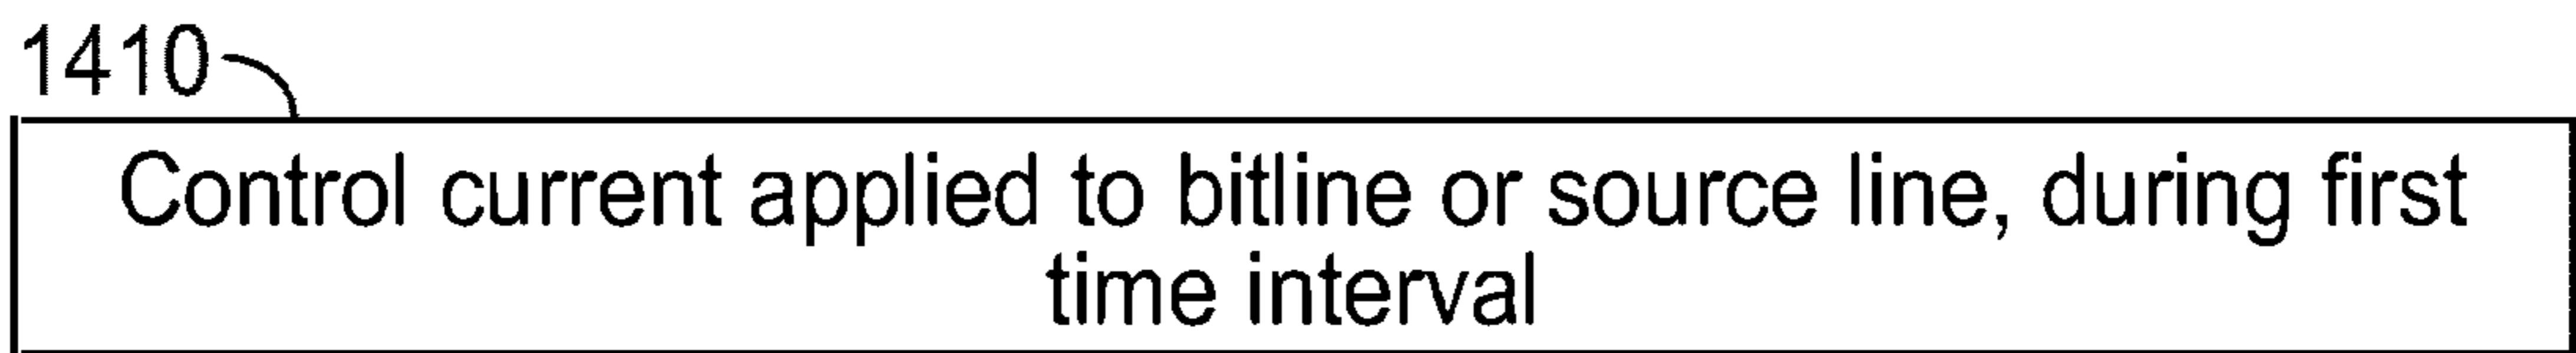 1410
Control current applied to bitline or source line, during first
time interval